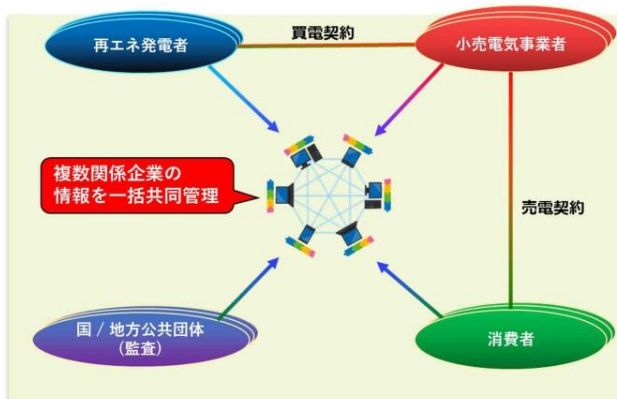 再エネ発電者
買電契約
小売電気事業者
複数関係企業の
情報を一括共同管理
売電契約
国 / 地方公共団体
(監査)
消費者